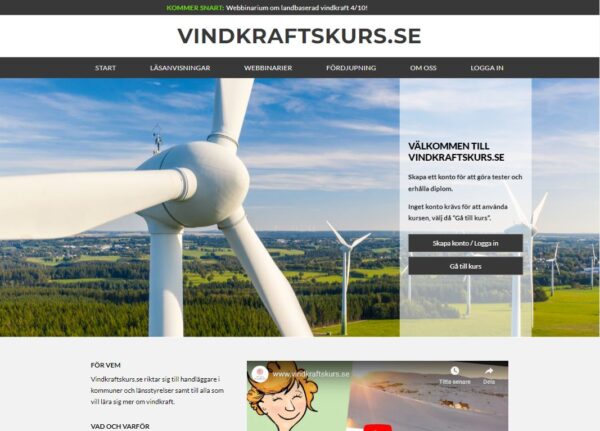 KOMMER SNART: Webbinarium om landbaserad vindkraft 4/10!
VINDKRAFTSKURS.SE
START LÄSANVISNINGAR WEBBINARIER FÖRDJUPNING OM OSS LOGGA IN
VÄLKOMMEN TILL
VINDKRAFTSKURS.SE
Skapa ett konto för att göra tester och
erhålla diplom.
Inget konto krävs för att använda
kursen, välj då "Gå till kurs".
Skapa konto / Logga in
Gå till kurs
FÖR VEM
Vindkraftskurs.se riktar sig till handläggare i
kommuner och länsstyrelser samt till alla som
vill lära sig mer om vindkraft.
VAD OCH VARFÖR
www.vindkraftskurs.se
Titta senare
Dela